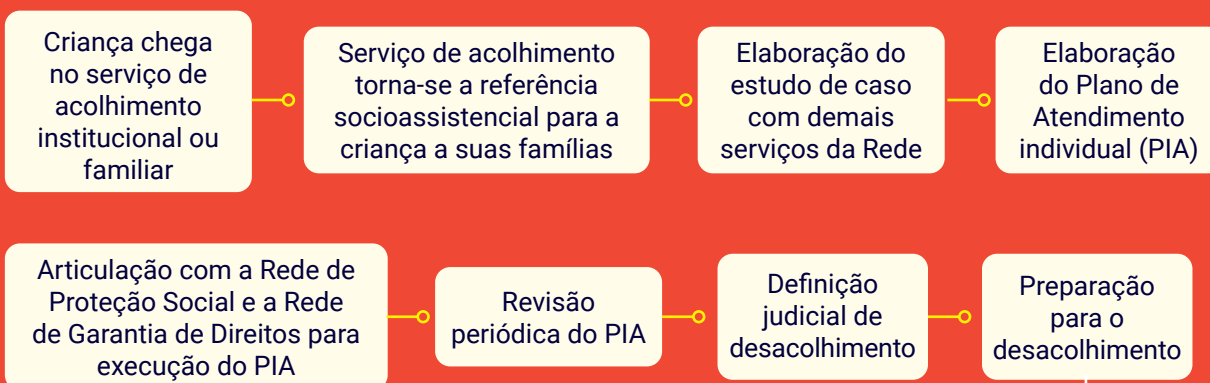 Criança chega
no serviço de
acolhimento
institucional ou
familiar
Serviço de acolhimento
torna-se a referência
socioassistencial para a
criança a suas famílias
Elaboração do
estudo de caso
com demais
serviços da Rede
Elaboração
do Plano de
Atendimento
individual (PIA)
Articulação com a Rede de
Proteção Social e a Rede
de Garantia de Direitos para
execução do PIA
Revisão
periódica do PIA
Definição
judicial de
desacolhimento
Preparação
para o
desacolhimento